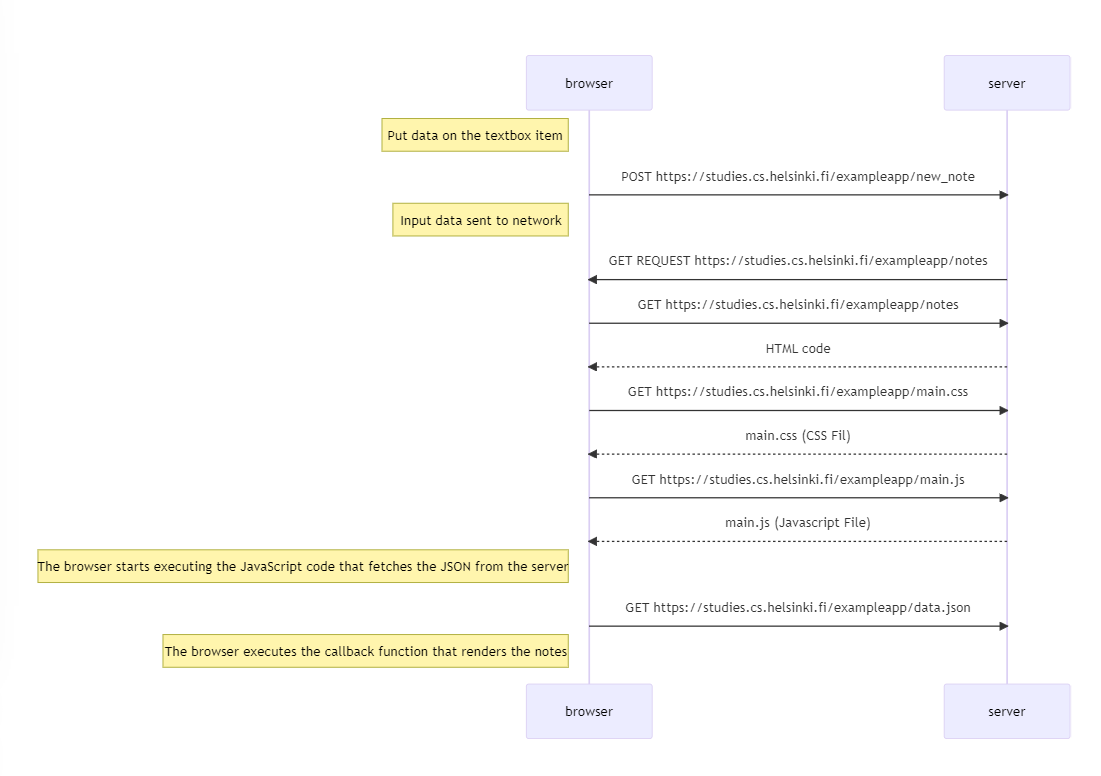 browser
server
Put data on the textbox item
POST https://studies.cs.helsinki.fi/exampleapp/new_note
Input data sent to network
GET REQUEST https://studies.cs.helsinki.fi/exampleapp/notes
GET https://studies.cs.helsinki.fi/exampleapp/notes
HTML code
GET https://studies.cs.helsinki.fi/exampleapp/main.css
main.css (CSS Fil)
GET https://studies.cs.helsinki.fi/exampleapp/main.js
main.js (Javascript File)
The browser starts executing the JavaScript code that fetches the JSON from the server
GET https://studies.cs.helsinki.fi/exampleapp/data.json
The browser executes the callback function that renders the notes
browser
server